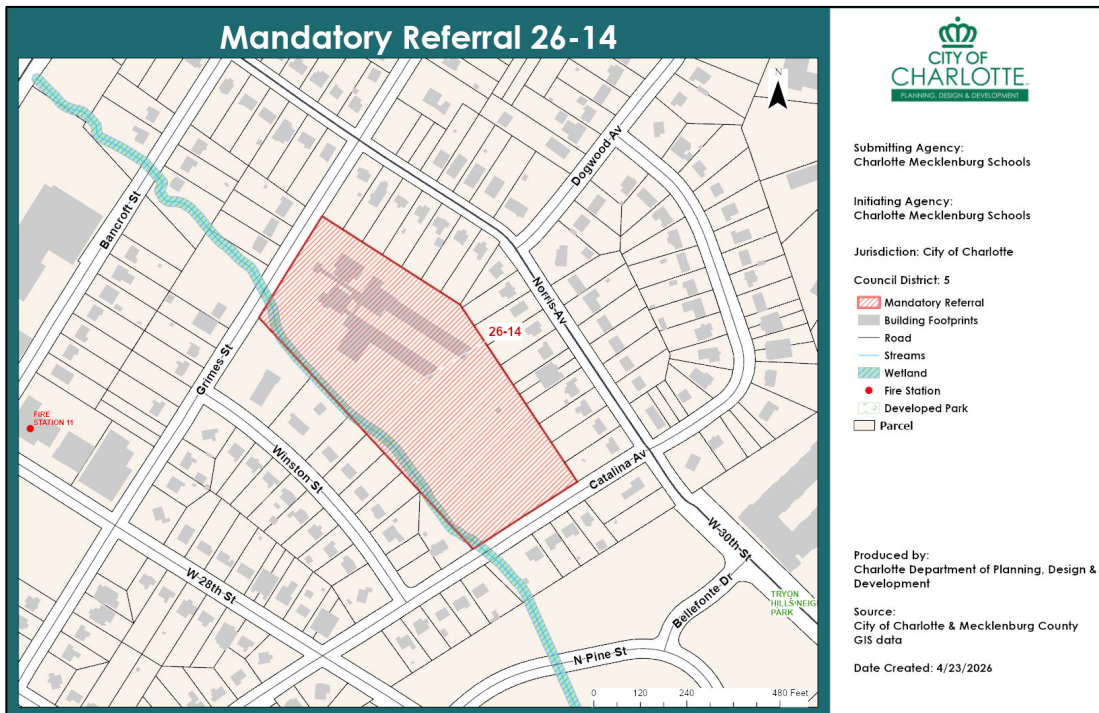 Mandatory Referral 26-14
N
Bancroft St
Dogwood Av
Norris Av
26-14
Grimes St
FIRE
STATION 11
Winston St
Catalina Av
W 28th St
W 30th St
TRYON
HILLS NEIG
PARK
Bellefonte Dr
N Pine St
0 120 240 480 Feet
CITY OF
CHARLOTTE
PLANNING, DESIGN & DEVELOPMENT
Submitting Agency:
Charlotte Mecklenburg Schools
Initiating Agency:
Charlotte Mecklenburg Schools
Jurisdiction: City of Charlotte
Council District: 5
Mandatory Referral
Building Footprints
Road
Streams
Wetland
Fire Station
Developed Park
Parcel
Produced by:
Charlotte Department of Planning, Design &
Development
Source:
City of Charlotte & Mecklenburg County
GIS data
Date Created: 4/23/2026